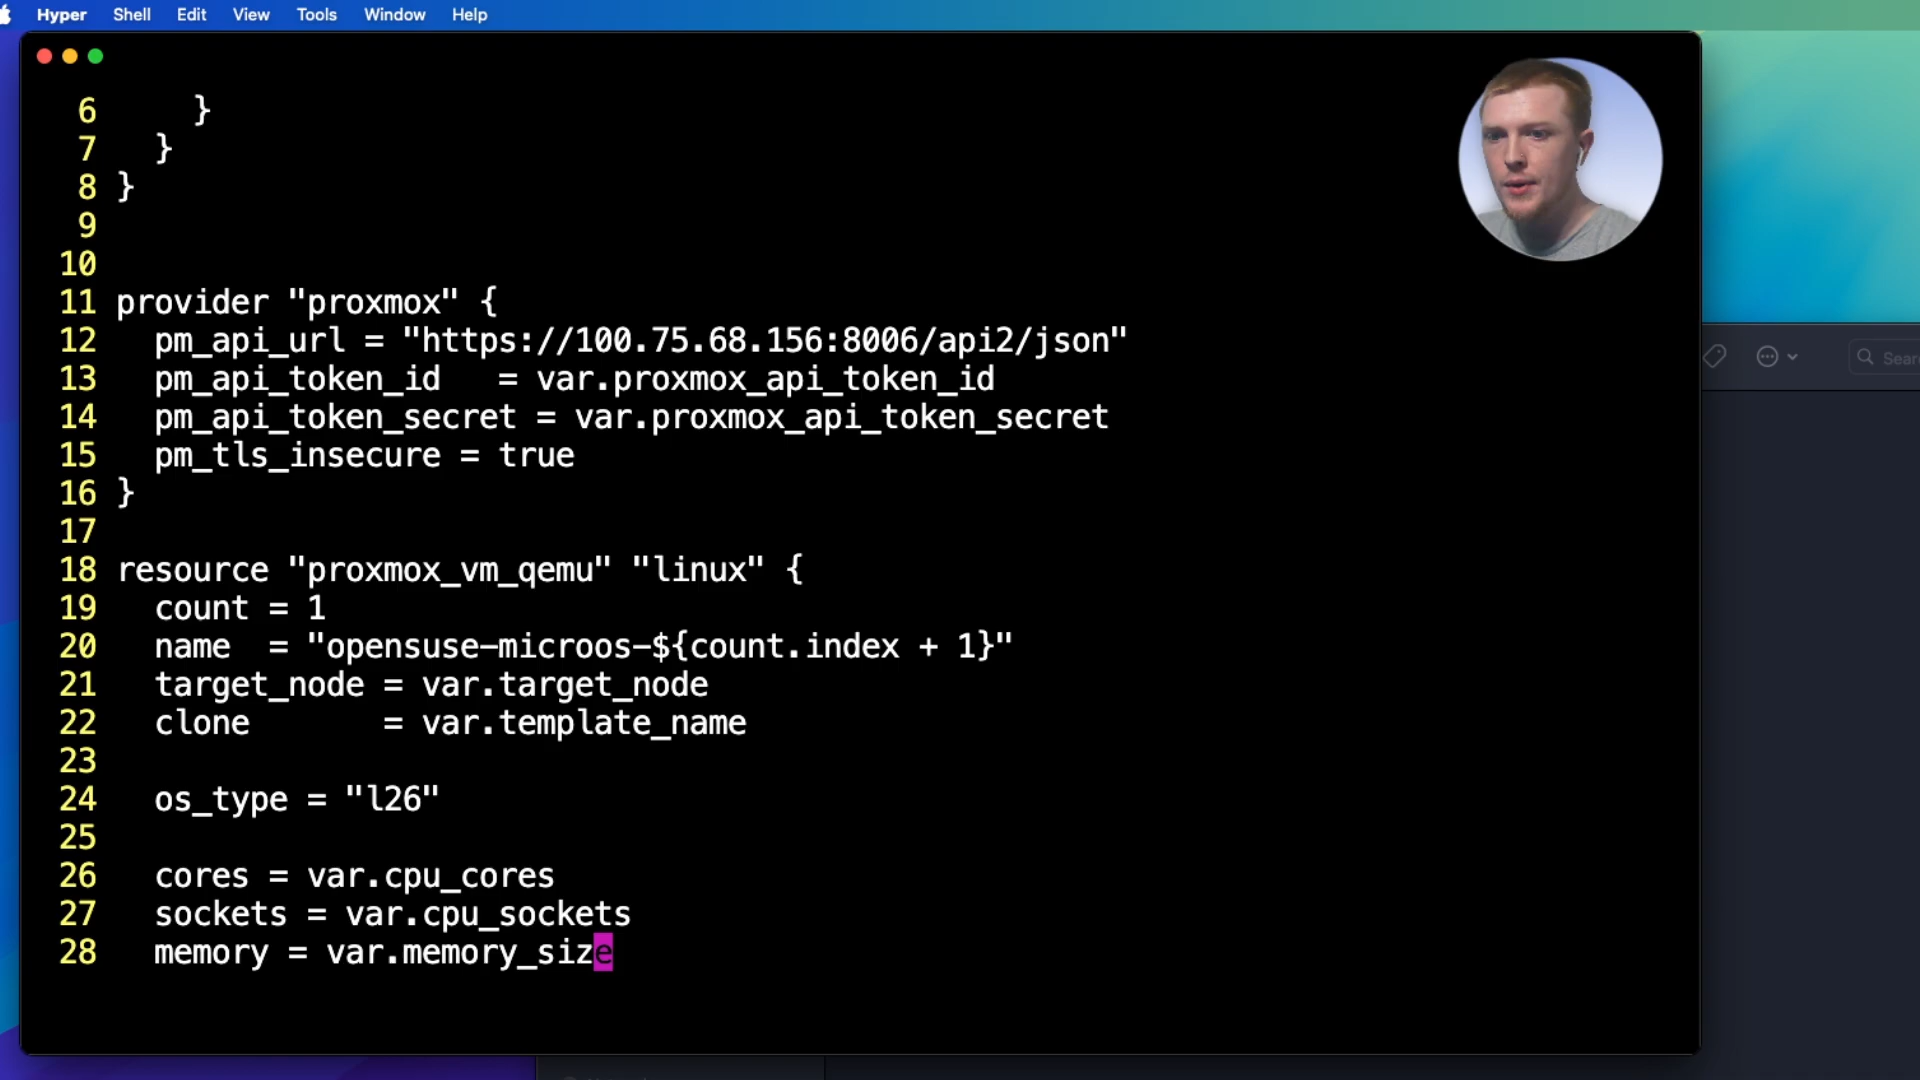 Hyper Shell Edit View Tools Window Help
6 }
7 }
8 }
9
10
11 provider "proxmox" {
12 pm_api_url = "https://100.75.68.156:8006/api2/json"
13 pm_api_token_id = var.proxmox_api_token_id
14 pm_api_token_secret = var.proxmox_api_token_secret
15 pm_tls_insecure = true
16 }
17
18 resource "proxmox_vm_qemu" "linux" {
19 count = 1
20 name = "opensuse-microos-${count.index + 1}"
21 target_node = var.target_node
22 clone = var.template_name
23
24 os_type = "l26"
25
26 cores = var.cpu_cores
27 sockets = var.cpu_sockets
28 memory = var.memory_size